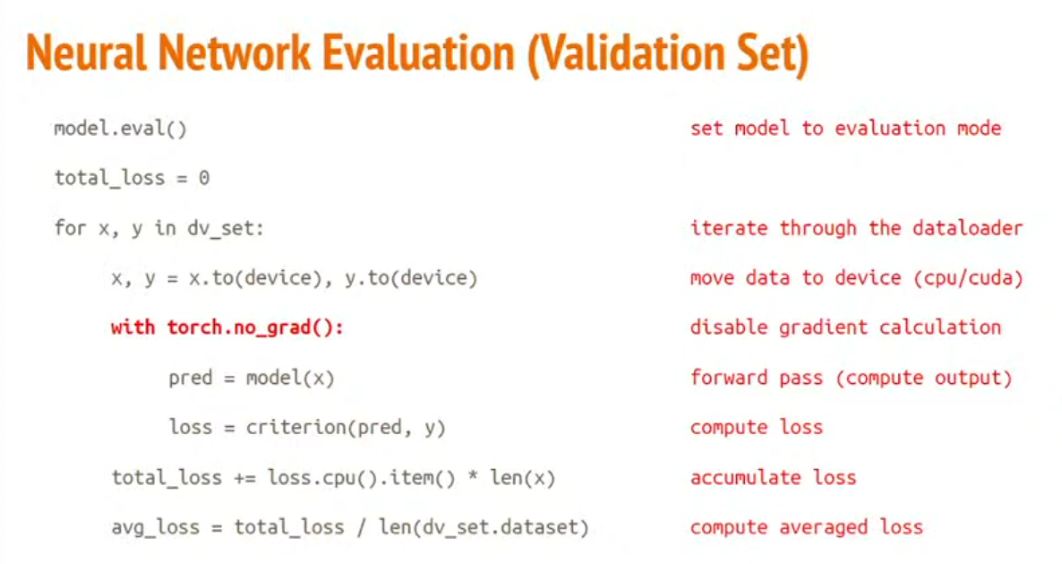 Neural Network Evaluation (Validation Set)
model.eval() set model to evaluation mode
total_loss = 0
for x, y in dv_set: iterate through the dataloader
x, y = x.to(device), y.to(device) move data to device (cpu/cuda)
with torch.no_grad(): disable gradient calculation
pred = model(x) forward pass (compute output)
loss = criterion(pred, y) compute loss
total_loss += loss.cpu().item() * len(x) accumulate loss
avg_loss = total_loss / len(dv_set.dataset) compute averaged loss